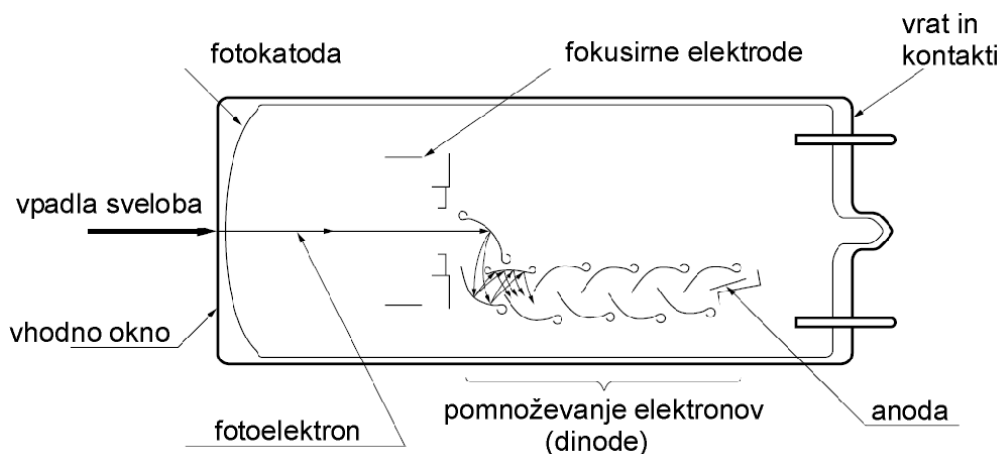 fotokatoda
fokusirne elektrode
vrat in
kontakti
vpadla sveloba
vhodno okno
fotoelektron
pomnoževanje elektronov
(dinode)
anoda